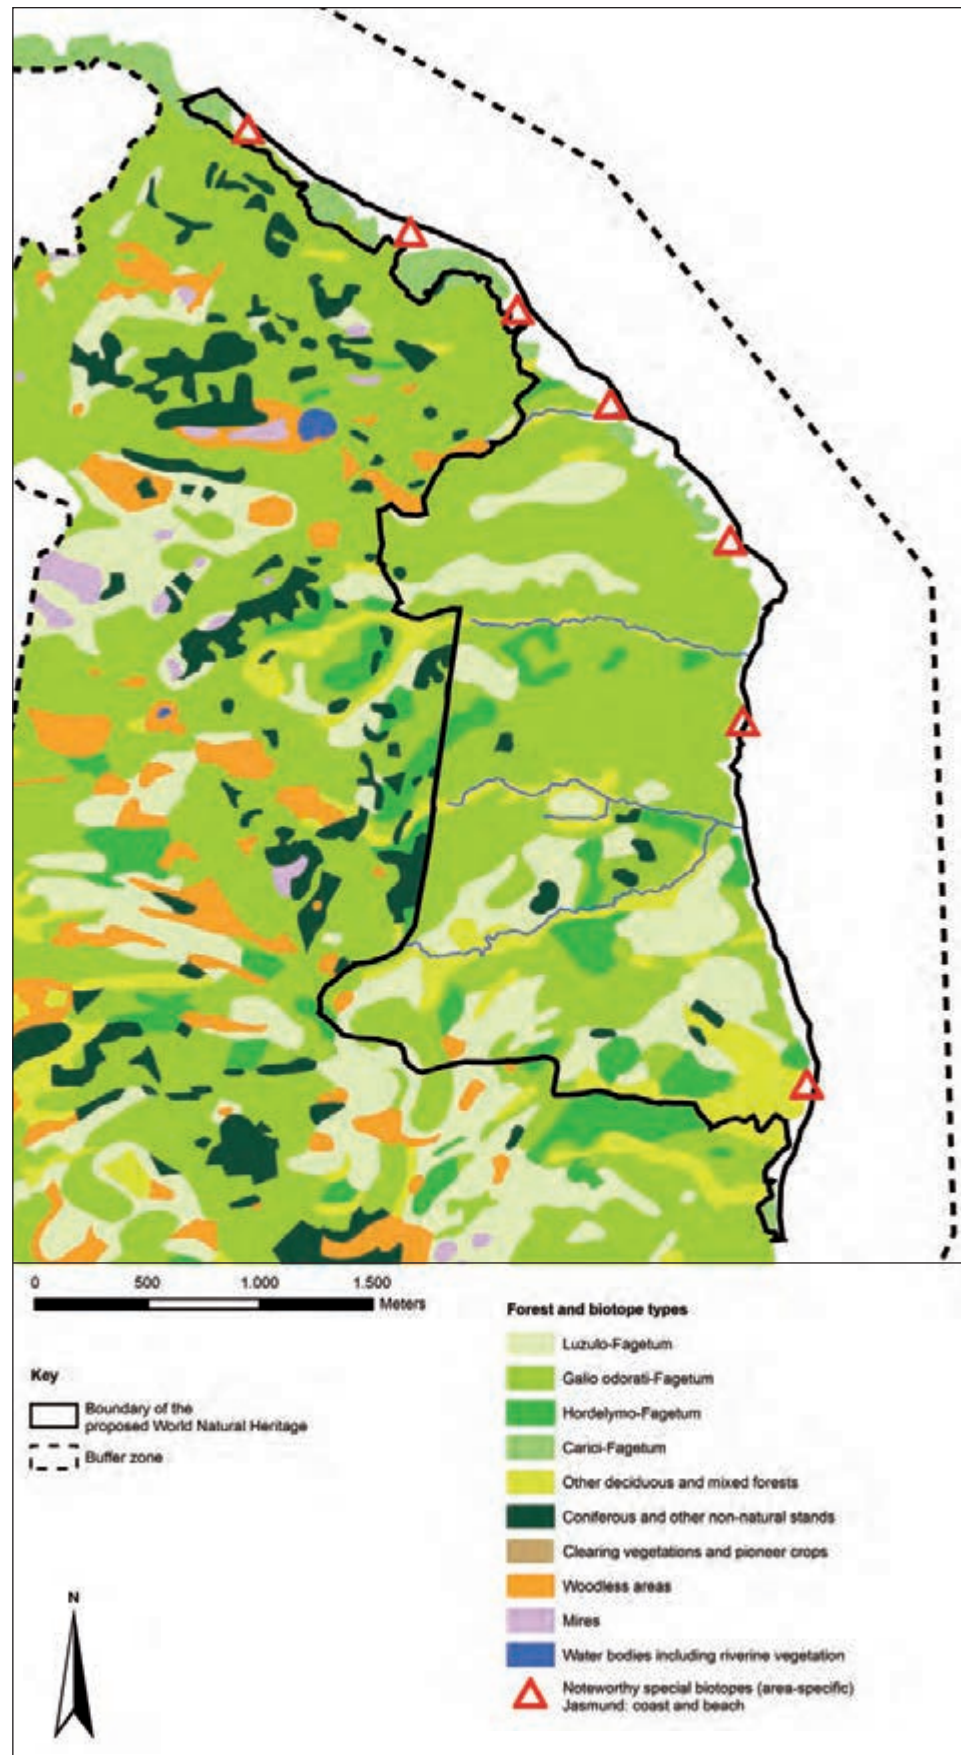 0 500 1.000 1.500
Meters
Key
Boundary of the
proposed World Natural Heritage
Buffer zone
N
Forest and biotope types
Luzulo-Fagetum
Galio odorati-Fagetum
Hordelymo-Fagetum
Carici-Fagetum
Other deciduous and mixed forests
Coniferous and other non-natural stands
Clearing vegetations and pioneer crops
Woodless areas
Mires
Water bodies including riverine vegetation
Noteworthy special biotopes (area-specific)
Jasmund: coast and beach